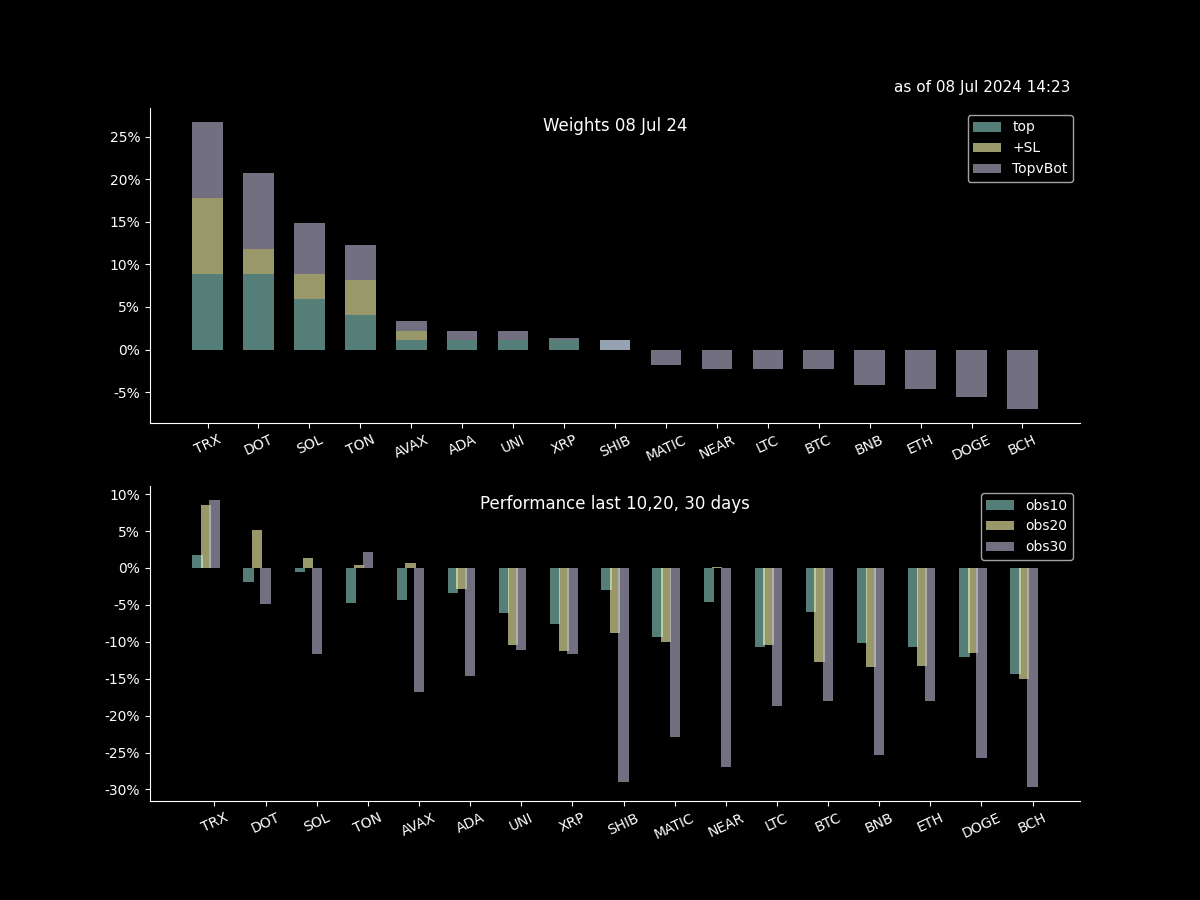 as of 08 Jul 2024 14:23
Weights 08 Jul 24
top
+SL
TopvBot
25%
20%
15%
10%
5%
0%
-5%
TRX DOT SOL TON AVAX ADA UNI XRP SHIB MATIC NEAR LTC BTC BNB ETH DOGE BCH
Performance last 10,20, 30 days
obs10
obs20
obs30
10%
5%
0%
-5%
-10%
-15%
-20%
-25%
-30%
TRX DOT SOL TON AVAX ADA UNI XRP SHIB MATIC NEAR LTC BTC BNB ETH DOGE BCH